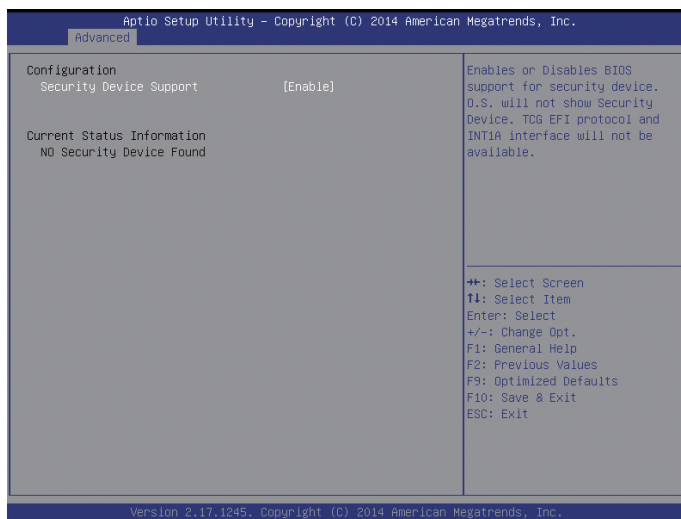 Aptio Setup Utility – Copyright (C) 2014 American Megatrends, Inc.
Advanced
Configuration
Security Device Support [Enable]
Current Status Information
NO Security Device Found
Enables or Disables BIOS
support for security device.
O.S. will not show Security
Device. TCG EFI protocol and
INT1A interface will not be
available.
→←: Select Screen
↑↓: Select Item
Enter: Select
+/-: Change Opt.
F1: General Help
F2: Previous Values
F9: Optimized Defaults
F10: Save & Exit
ESC: Exit
Version 2.17.1245. Copyright (C) 2014 American Megatrends, Inc.